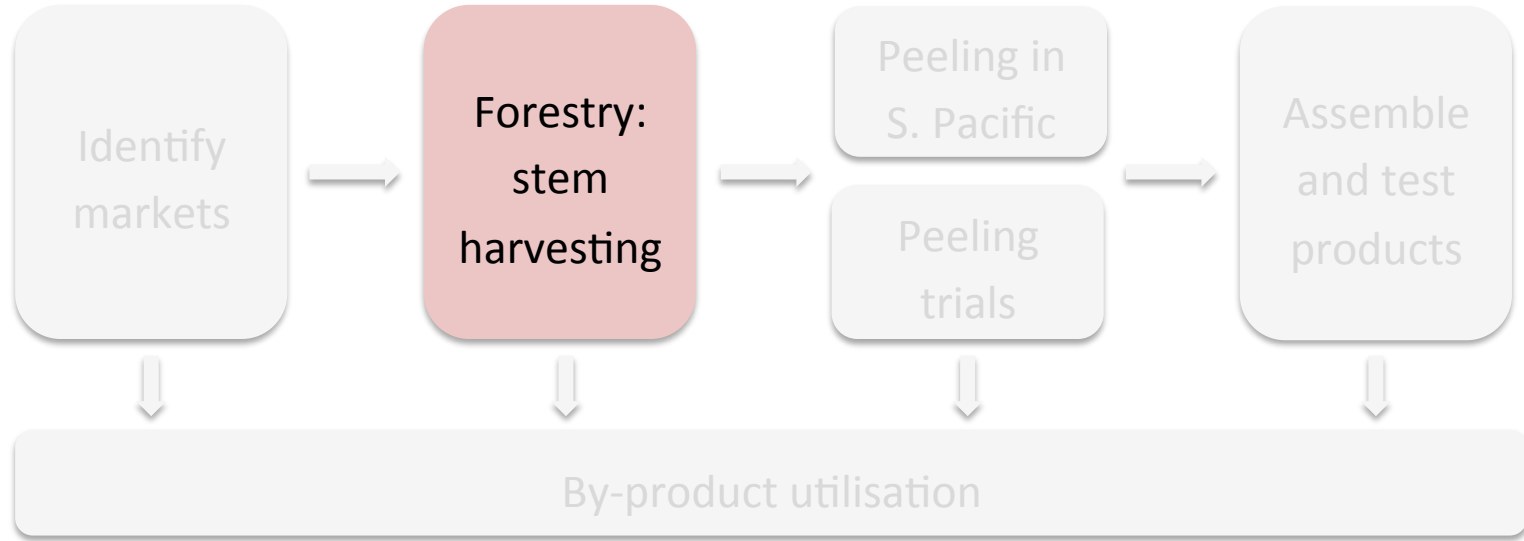 Identify
markets
Forestry:
stem
harvesting
Peeling in
S. Pacific
Peeling
trials
Assemble
and test
products
By-product utilisation